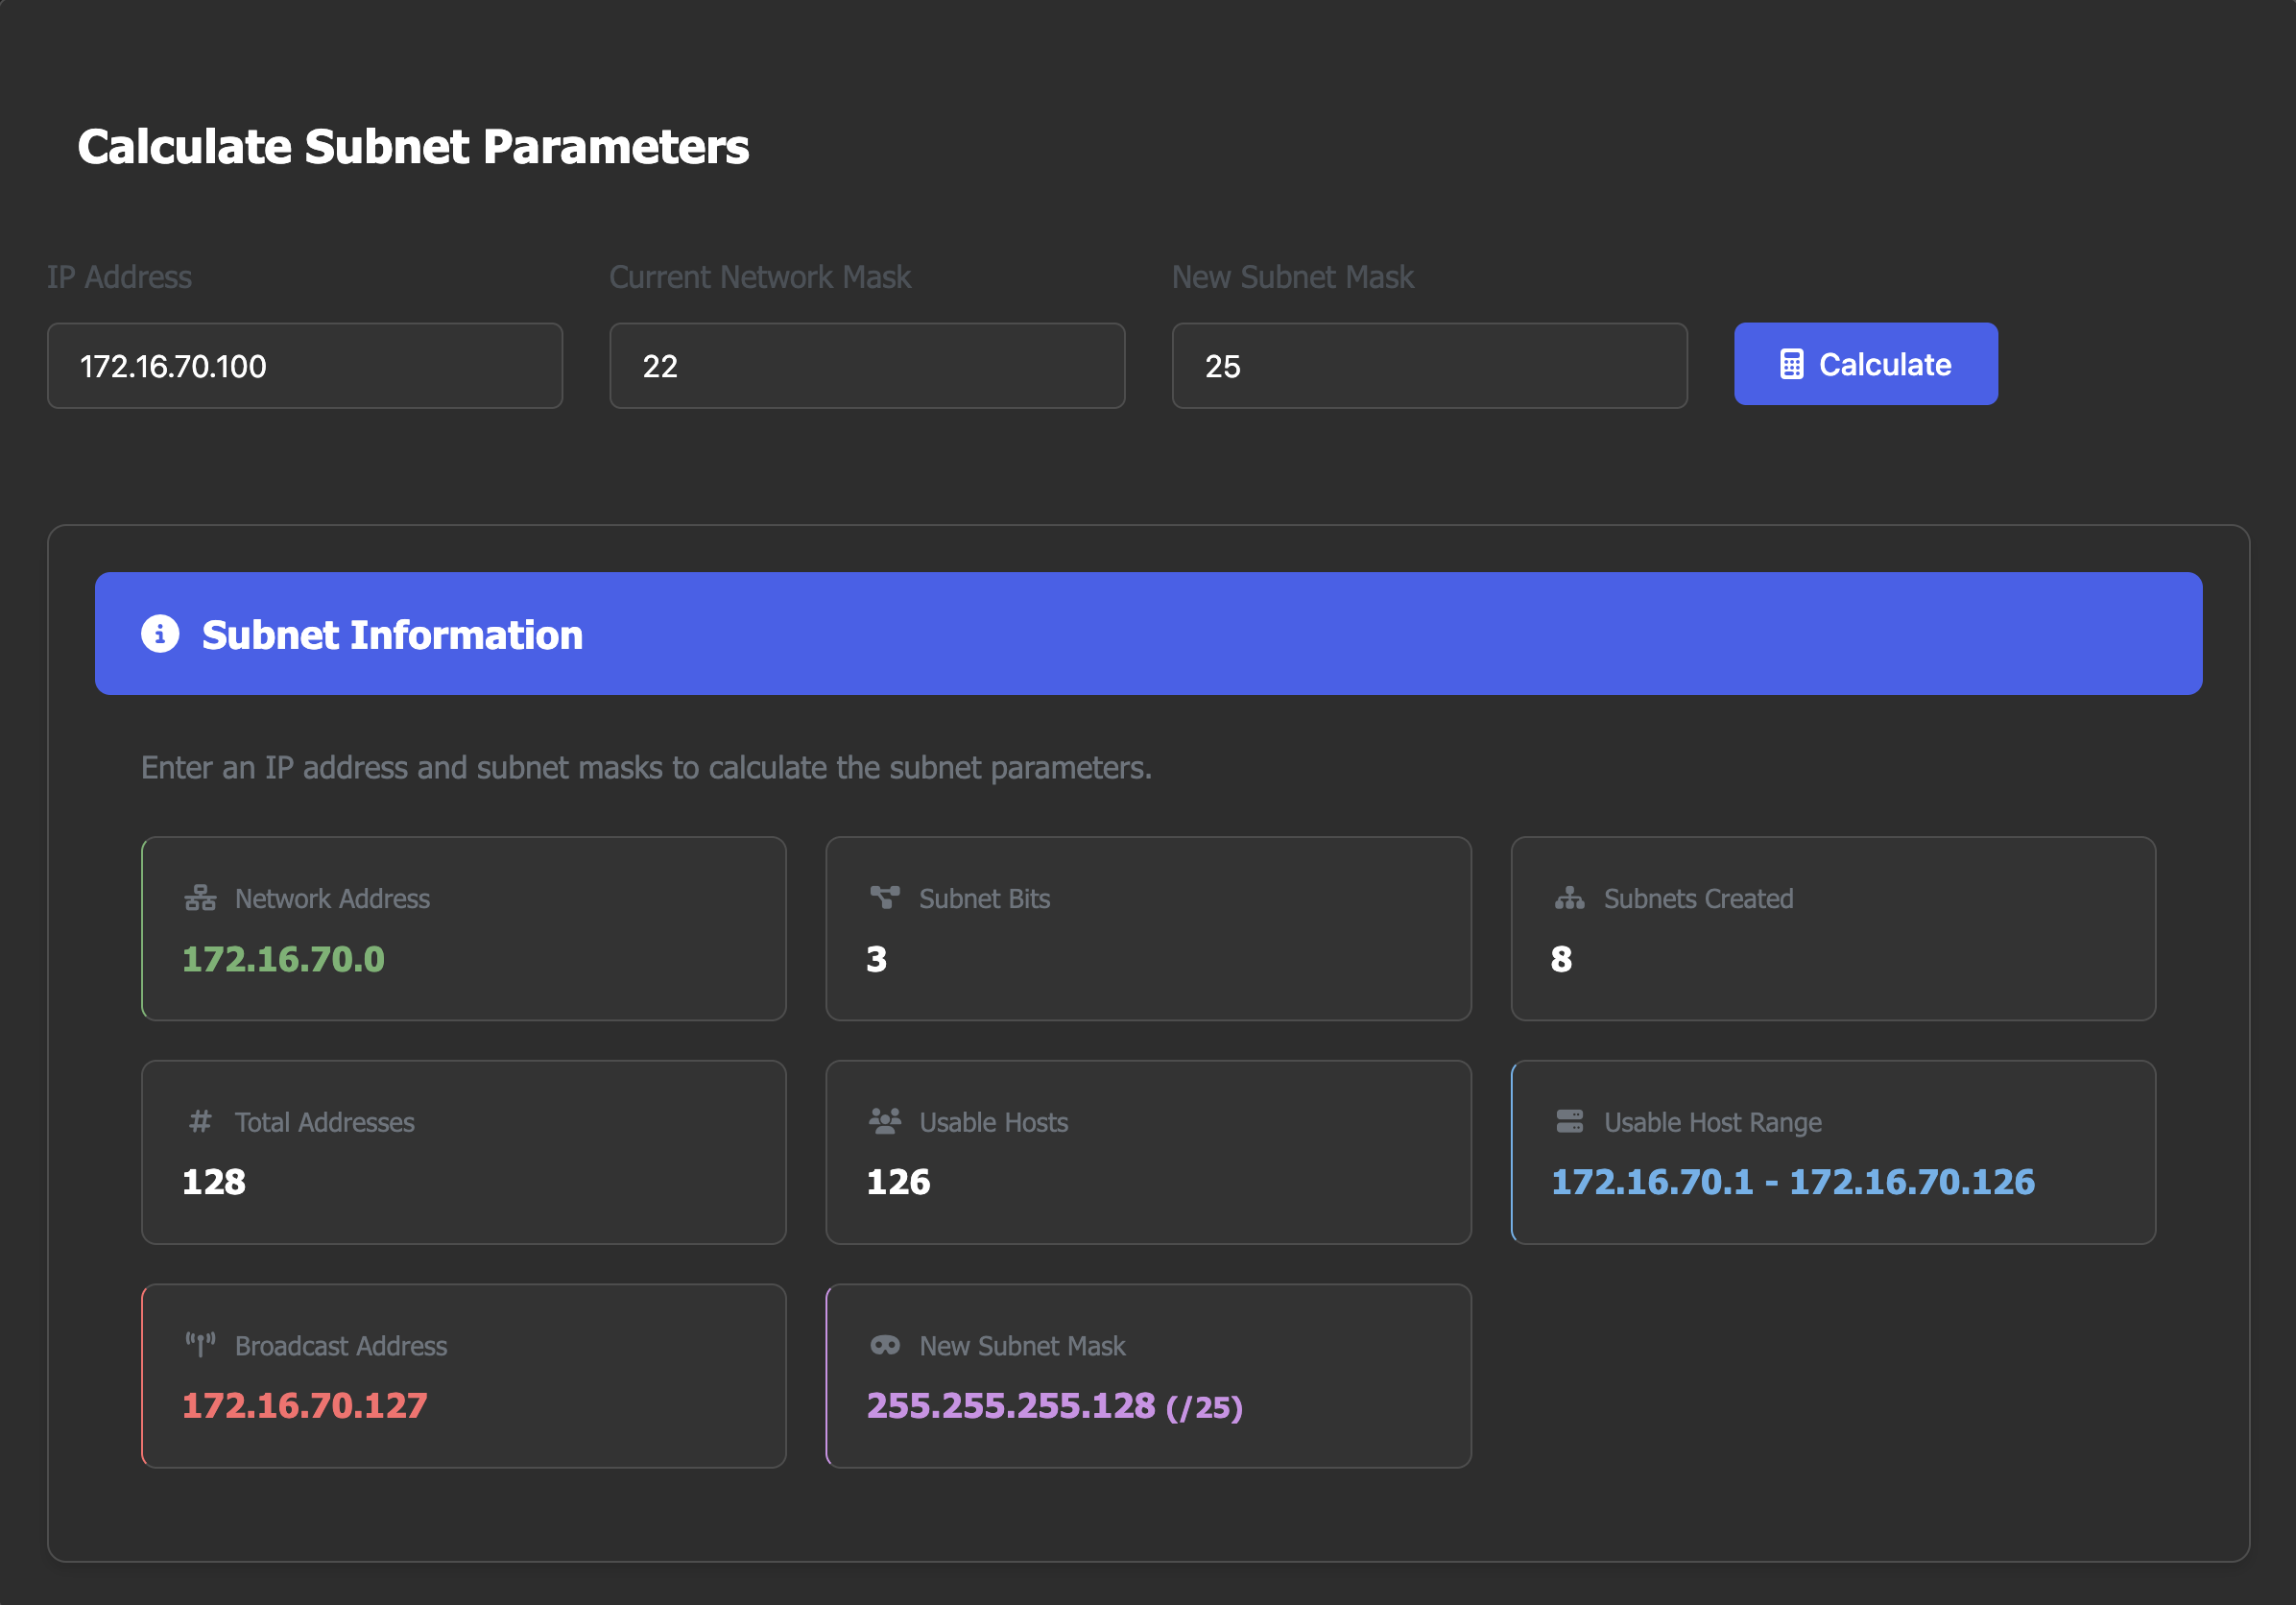 Calculate Subnet Parameters
IP Address
Current Network Mask
New Subnet Mask
172.16.70.100
22
25
Calculate
Subnet Information
Enter an IP address and subnet masks to calculate the subnet parameters.
Network Address
172.16.70.0
Subnet Bits
3
Subnets Created
8
# Total Addresses
128
Usable Hosts
126
Usable Host Range
172.16.70.1 - 172.16.70.126
Broadcast Address
172.16.70.127
New Subnet Mask
255.255.255.128 (/25)